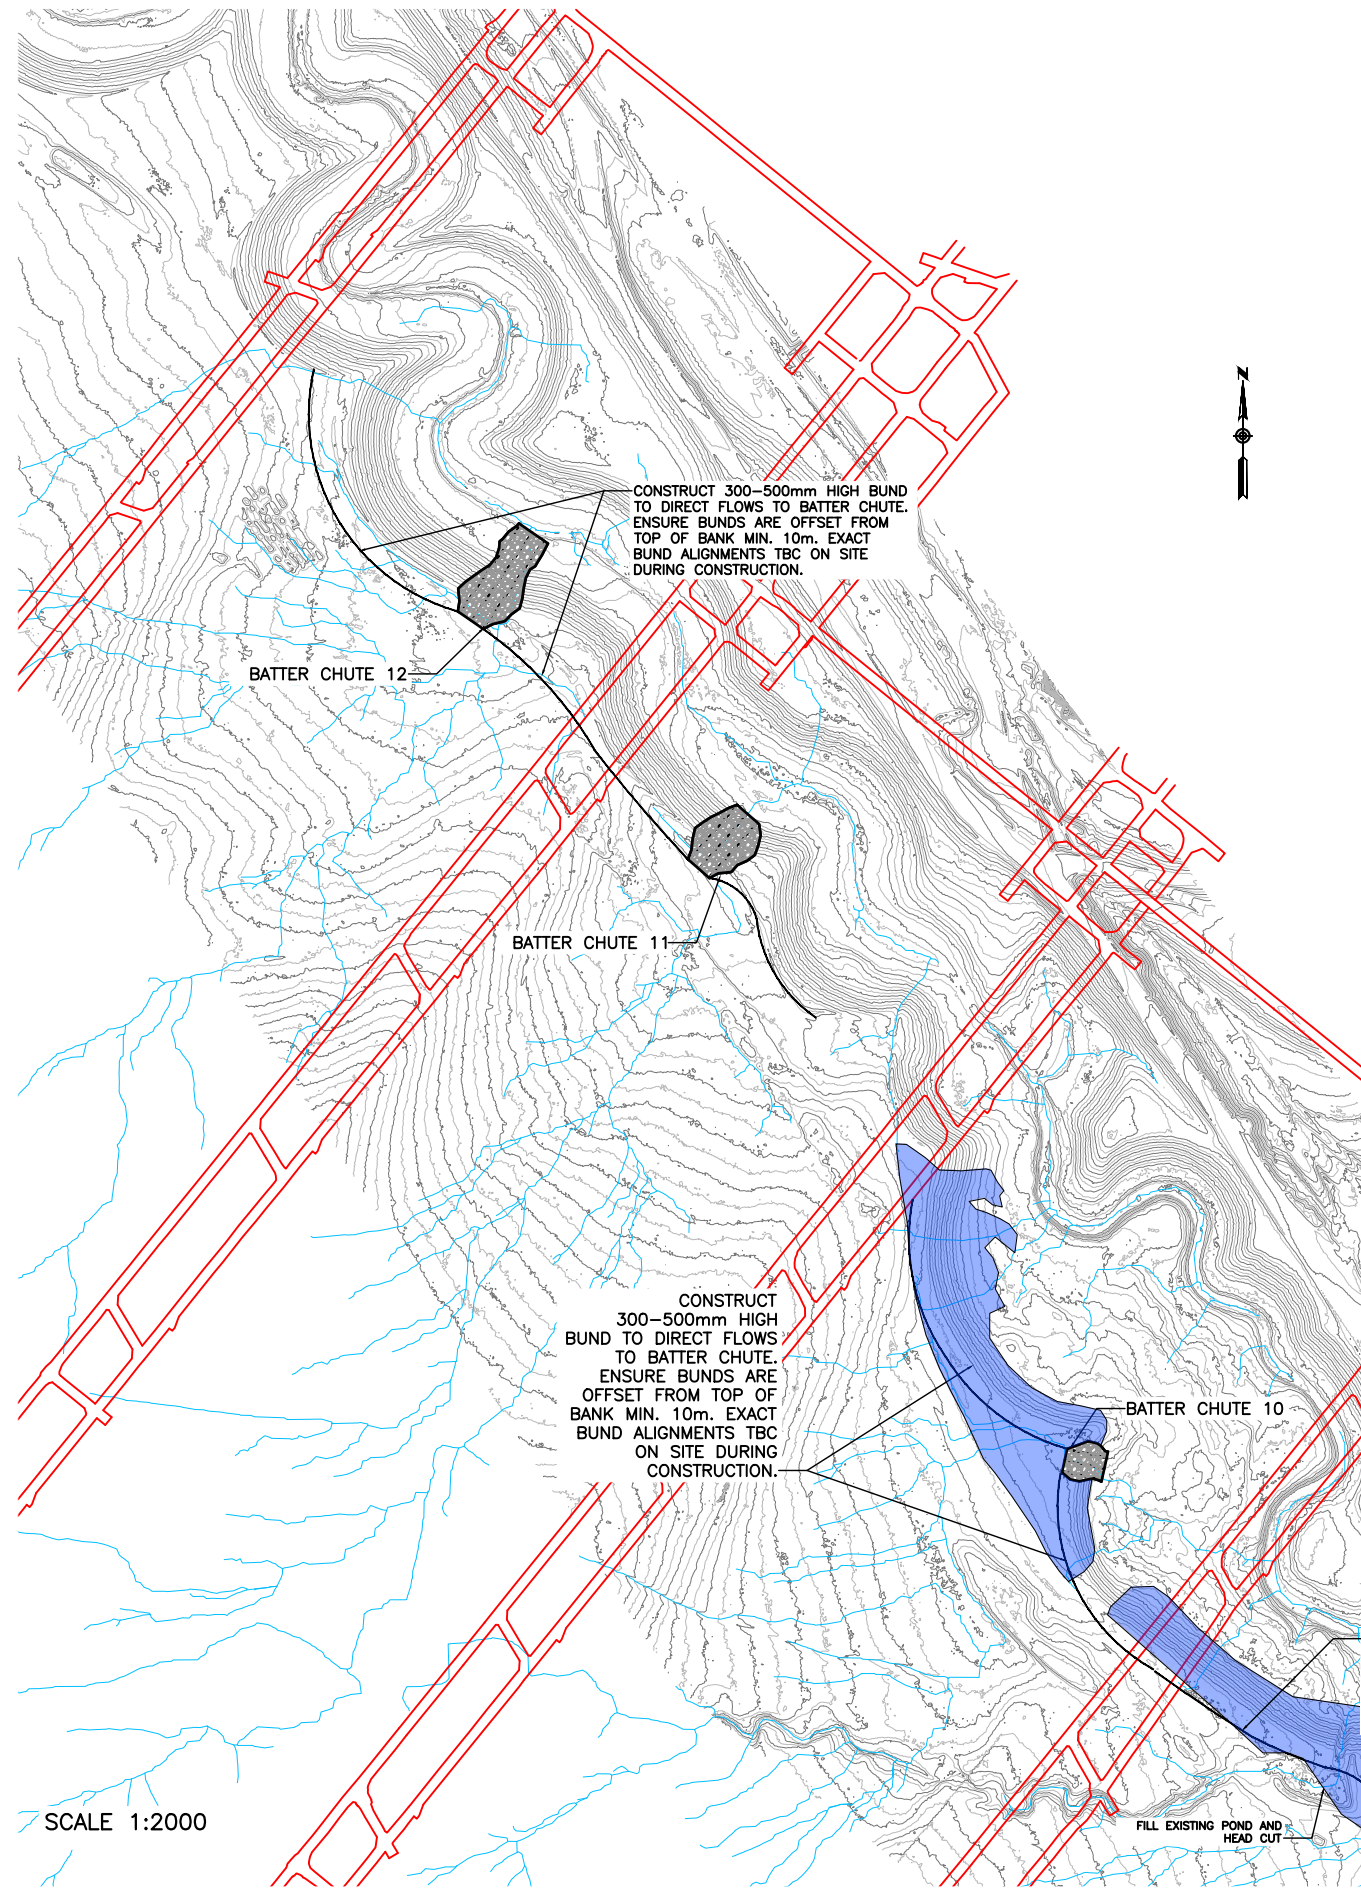 N
CONSTRUCT 300-500mm HIGH BUND
TO DIRECT FLOWS TO BATTER CHUTE.
ENSURE BUNDS ARE OFFSET FROM
TOP OF BANK MIN. 10m. EXACT
BUND ALIGNMENTS TBC ON SITE
DURING CONSTRUCTION.
BATTER CHUTE 12
BATTER CHUTE 11
CONSTRUCT
300-500mm HIGH
BUND TO DIRECT FLOWS
TO BATTER CHUTE.
ENSURE BUNDS ARE
OFFSET FROM TOP OF
BANK MIN. 10m. EXACT
BUND ALIGNMENTS TBC
ON SITE DURING
CONSTRUCTION.
BATTER CHUTE 10
SCALE 1:2000
FILL EXISTING POND AND
HEAD CUT